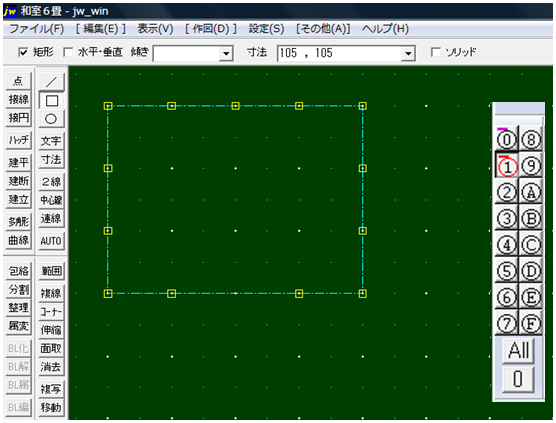 jw 和室６畳 - jw_win
ファイル(F) [ 編集(E) ] 表示(V) [ 作図(D) ] 設定(S) [その他(A)] ヘルプ(H)
矩形 水平・垂直 傾き 寸法 105 , 105 ソリッド
点 ／
接線 □
接円 ○
ハッチ 文字
建平 寸法
建断 ２線
建立 中心線
多角形 連線
曲線 AUTO
包絡 範囲
分割 複線
整理 コーナー
属変 伸縮
BL化 面取
BL解 消去
BL属 複写
BL編 移動
0 8
1 9
2 A
3 B
4 C
5 D
6 E
7 F
All
0